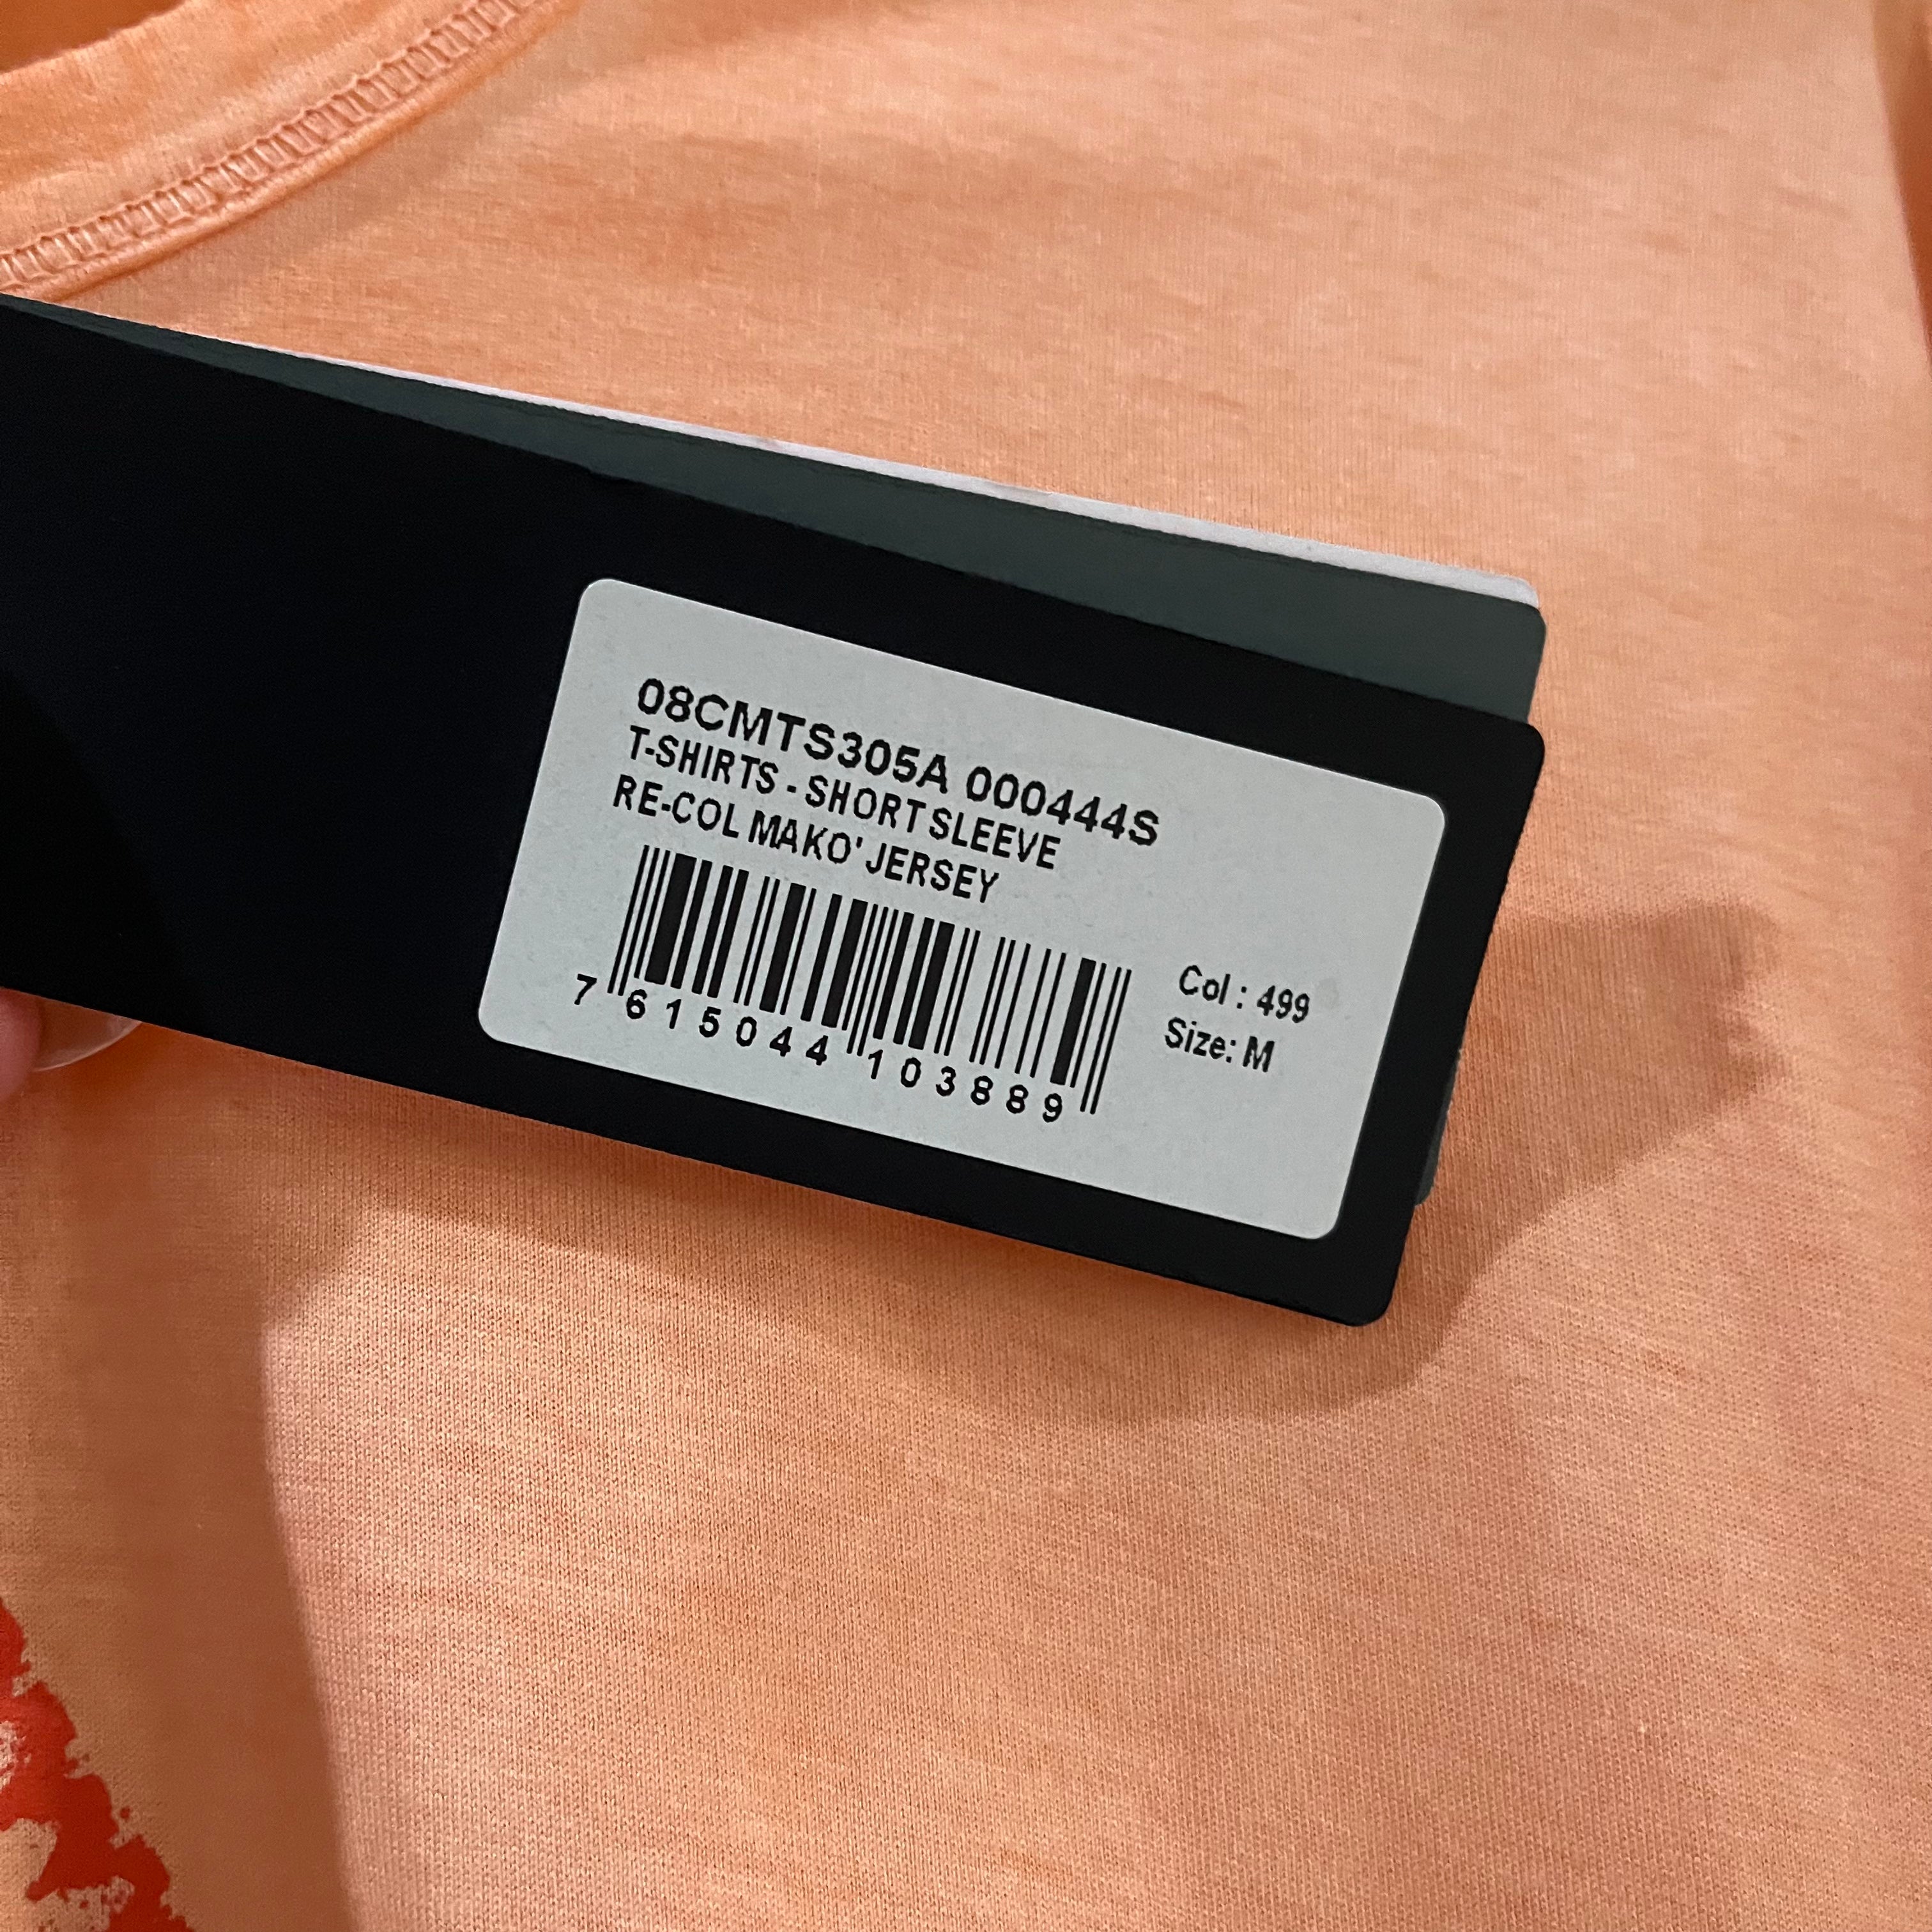 08CMTS305A 000444S
T-SHIRTS - SHORT SLEEVE
RE-COL MAKO' JERSEY
Col : 499
Size: M
7 615044 103889